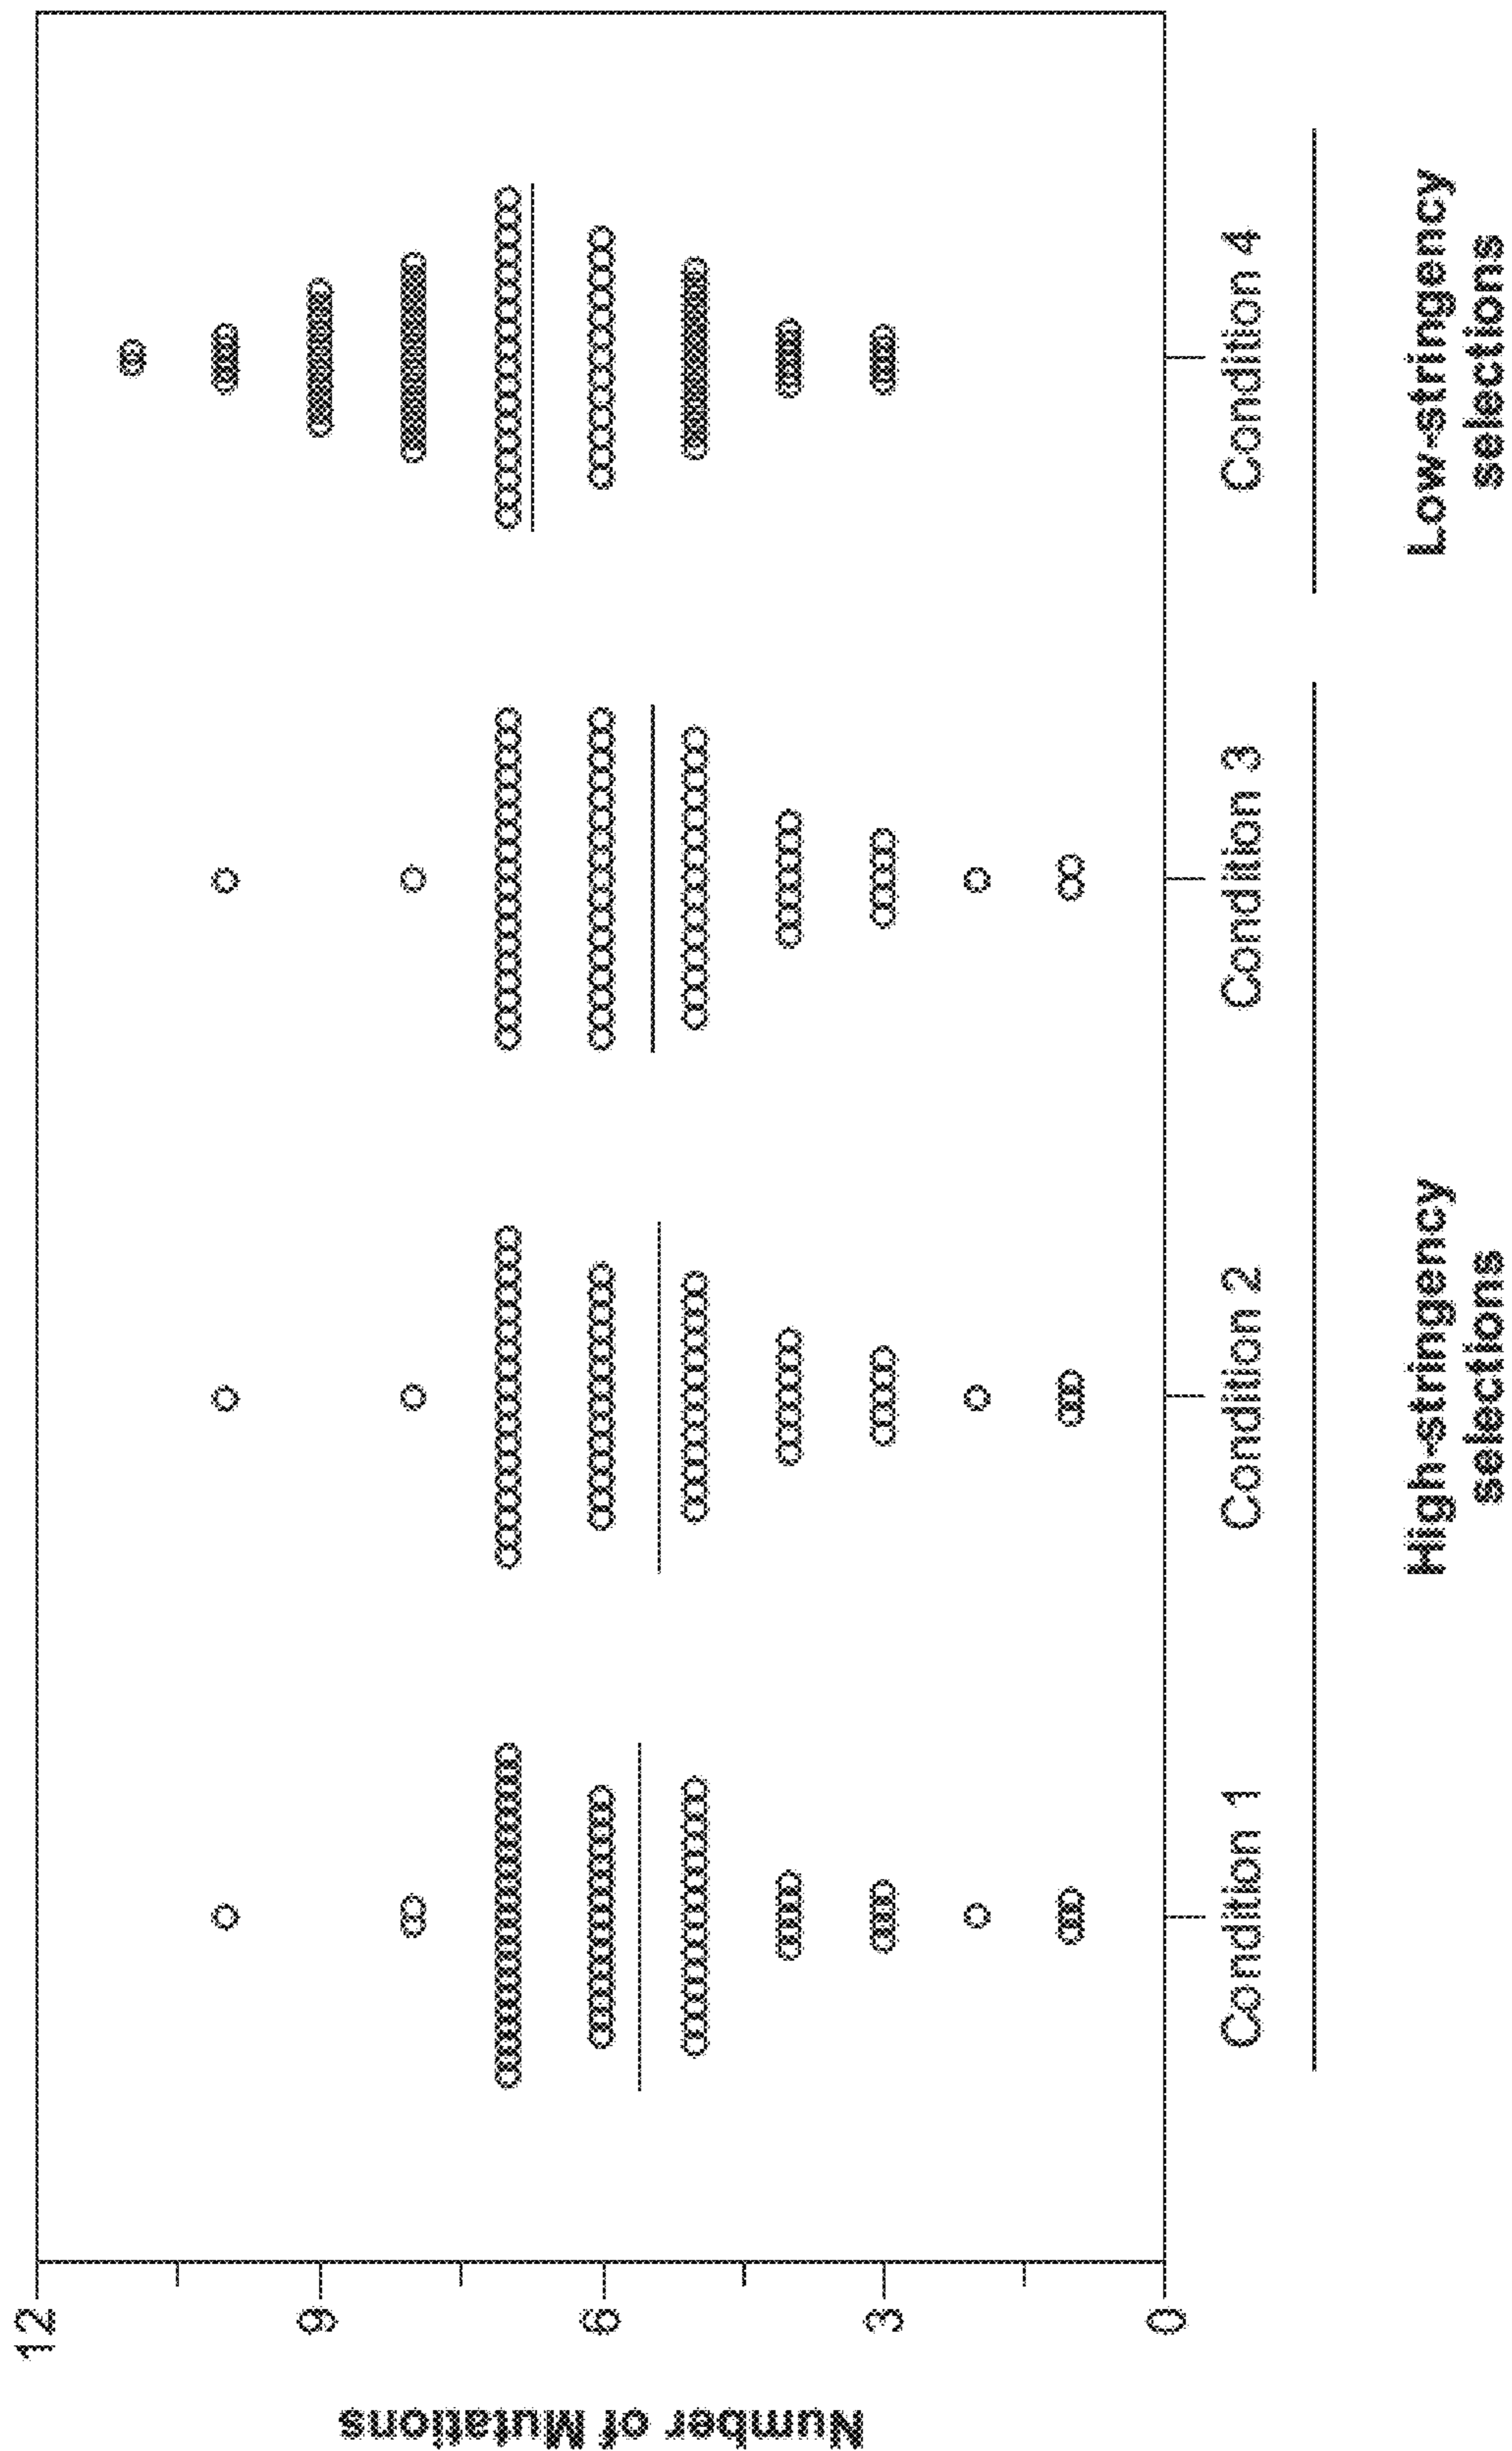 Number of Mutations
12
9
6
3
0
Condition 1
Condition 2
Condition 3
Condition 4
High-stringency
selections
Low-stringency
selections